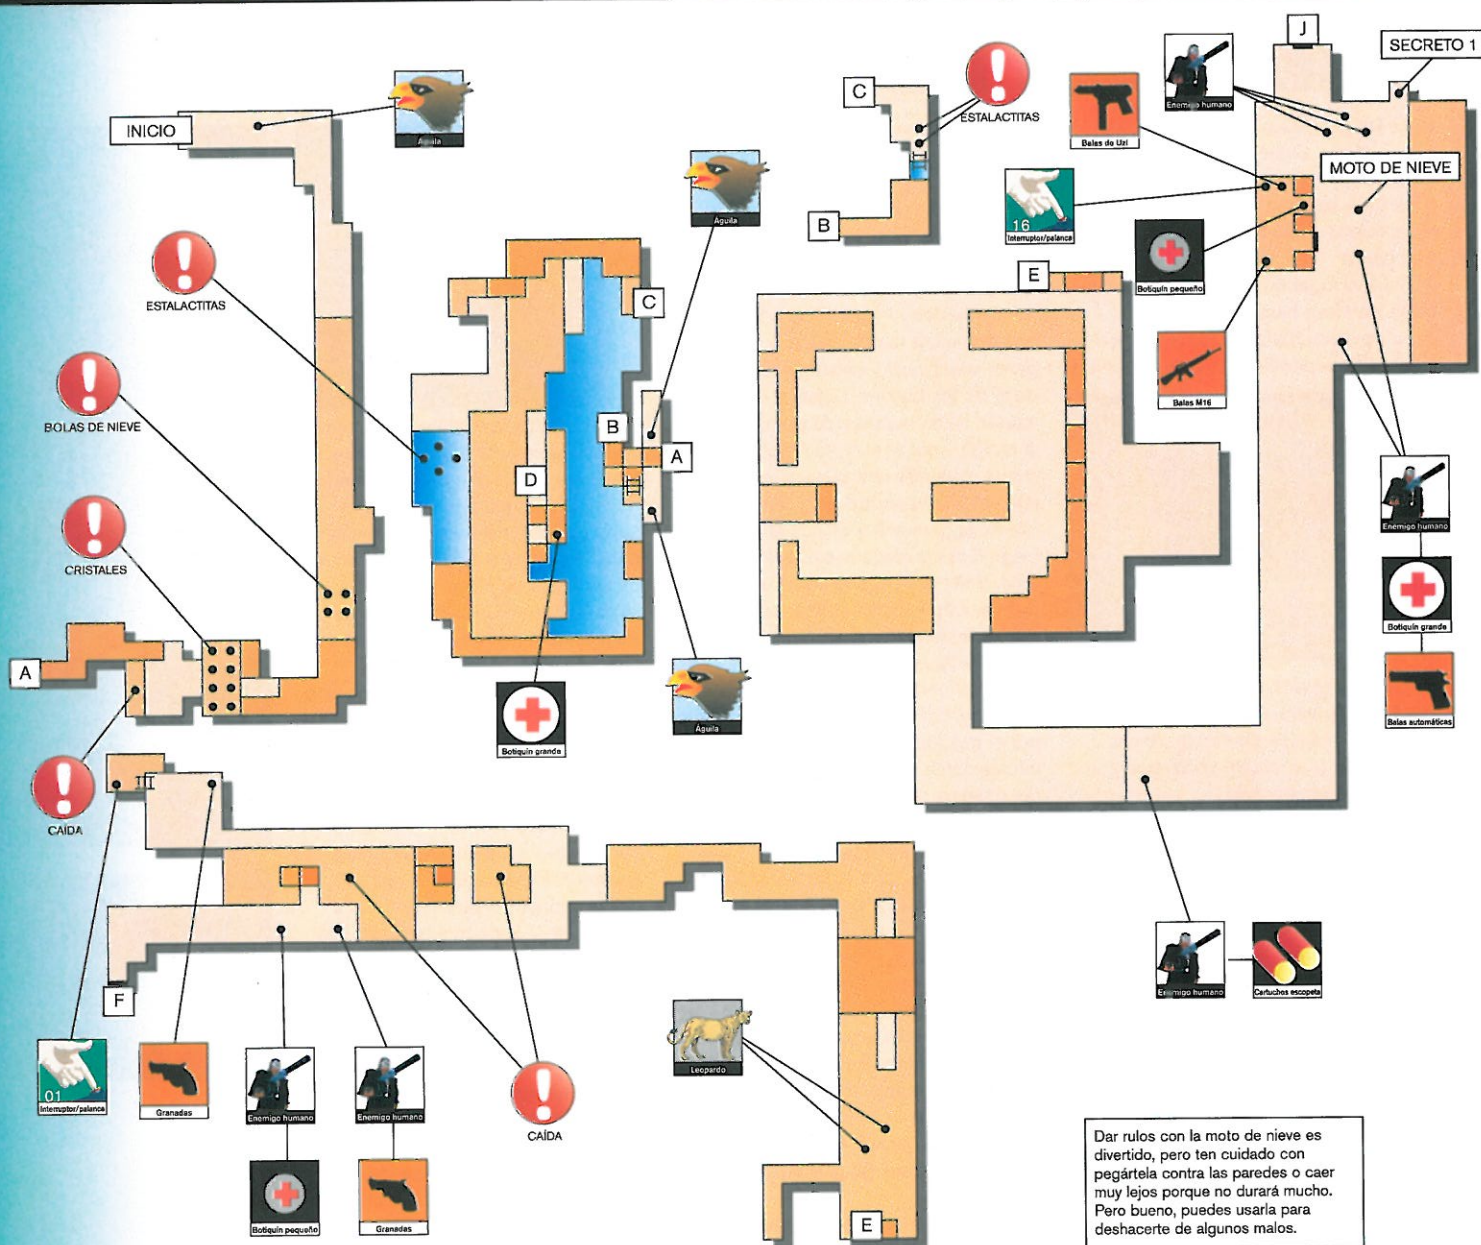 INICIO
Águila
ESTALACTITAS
BOLAS DE NIEVE
CRISTALES
A
CAÍDA
Águila
C
B
A
D
Botiquín grande
Águila
C
ESTALACTITAS
B
J
SECRETO 1
Enemigo humano
Balas de Uzi
MOTO DE NIEVE
16
Interruptor/palanca
Botiquín pequeño
Balas M16
E
Enemigo humano
Botiquín grande
Balas automáticas
Enemigo humano
Cartuchos escopeta
F
01
Interruptor/palanca
Granadas
Enemigo humano
Botiquín pequeño
Enemigo humano
Granadas
CAÍDA
Leopardo
E
Dar rulos con la moto de nieve es
divertido, pero ten cuidado con
pegártela contra las paredes o caer
muy lejos porque no durará mucho.
Pero bueno, puedes usarla para
deshacerte de algunos malos.